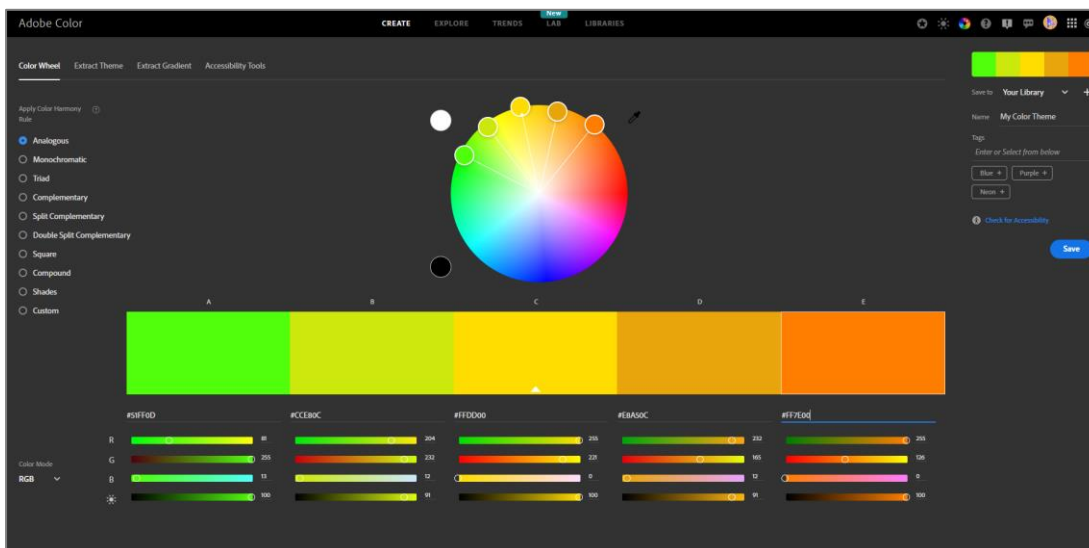 Adobe Color
CREATE EXPLORE TRENDS New LAB LIBRARIES
Color Wheel Extract Theme Extract Gradient Accessibility Tools
Apply Color Harmony
Rule
Analogous
Monochromatic
Triad
Complementary
Split Complementary
Double Split Complementary
Square
Compound
Shades
Custom
Save to Your Library
Name My Color Theme
Tags
Enter or Select from below
Blue + Purple +
Neon +
Check for Accessibility
Save
A B C D E
#51FF0D #CCE80C #FFDD00 #E8A50C #FF7E00
R 81 204 255 232 255
G 255 232 221 165 126
B 13 12 0 12 0
100 91 100 91 100
Color Mode
RGB